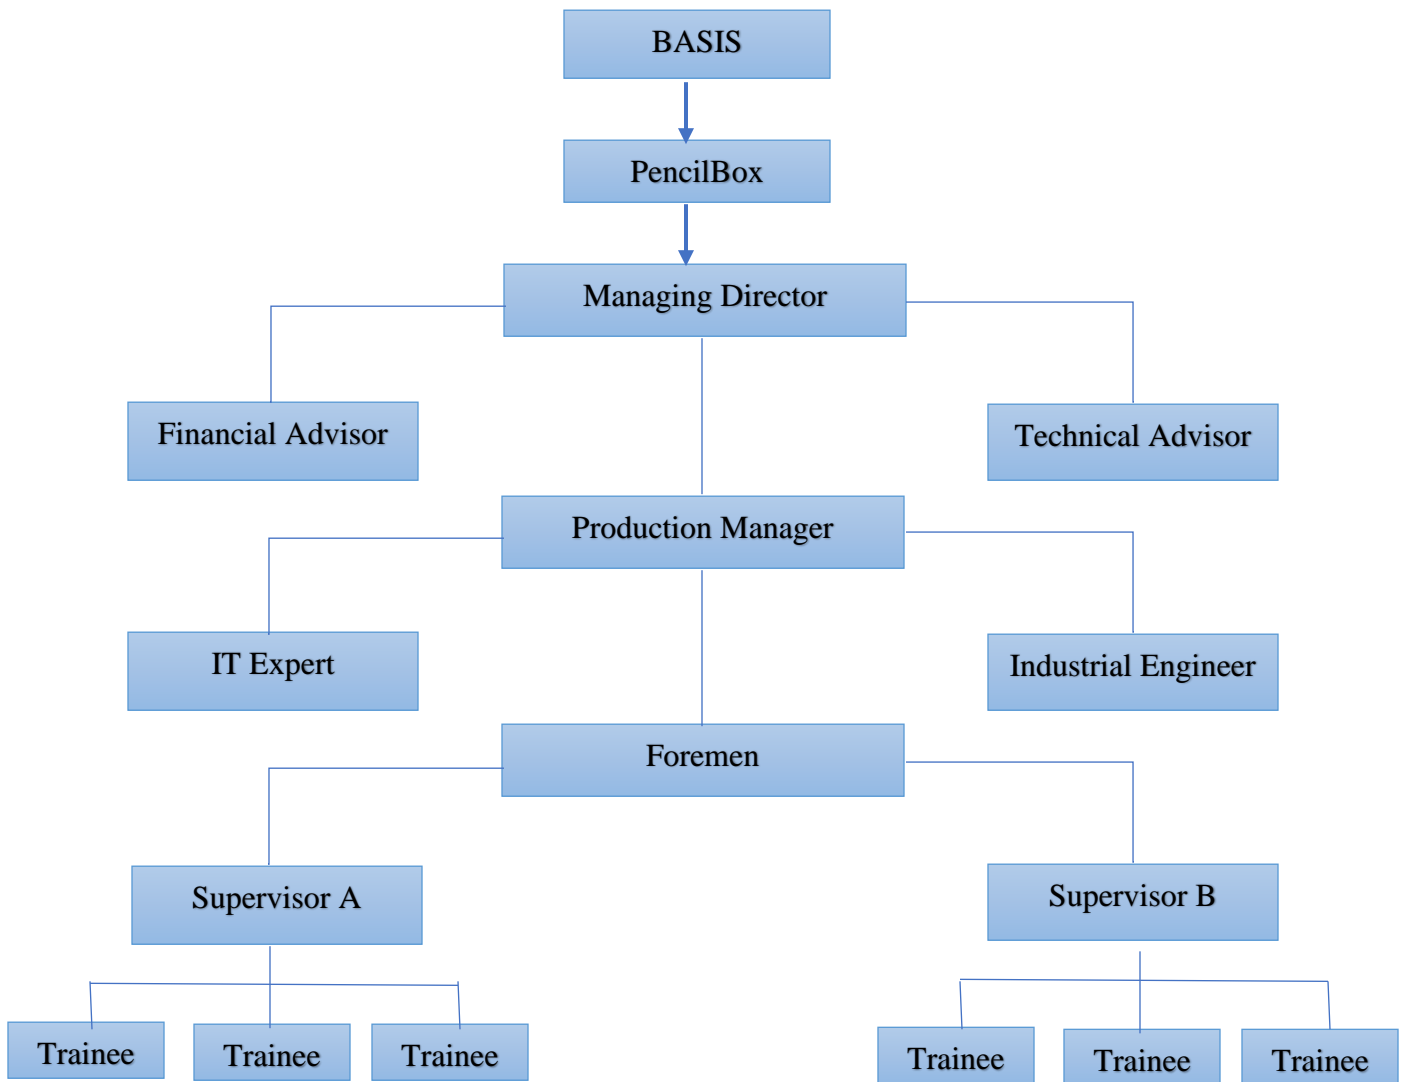 BASIS
PencilBox
Managing Director
Financial Advisor
Technical Advisor
Production Manager
IT Expert
Industrial Engineer
Foremen
Supervisor A
Supervisor B
Trainee
Trainee
Trainee
Trainee
Trainee
Trainee